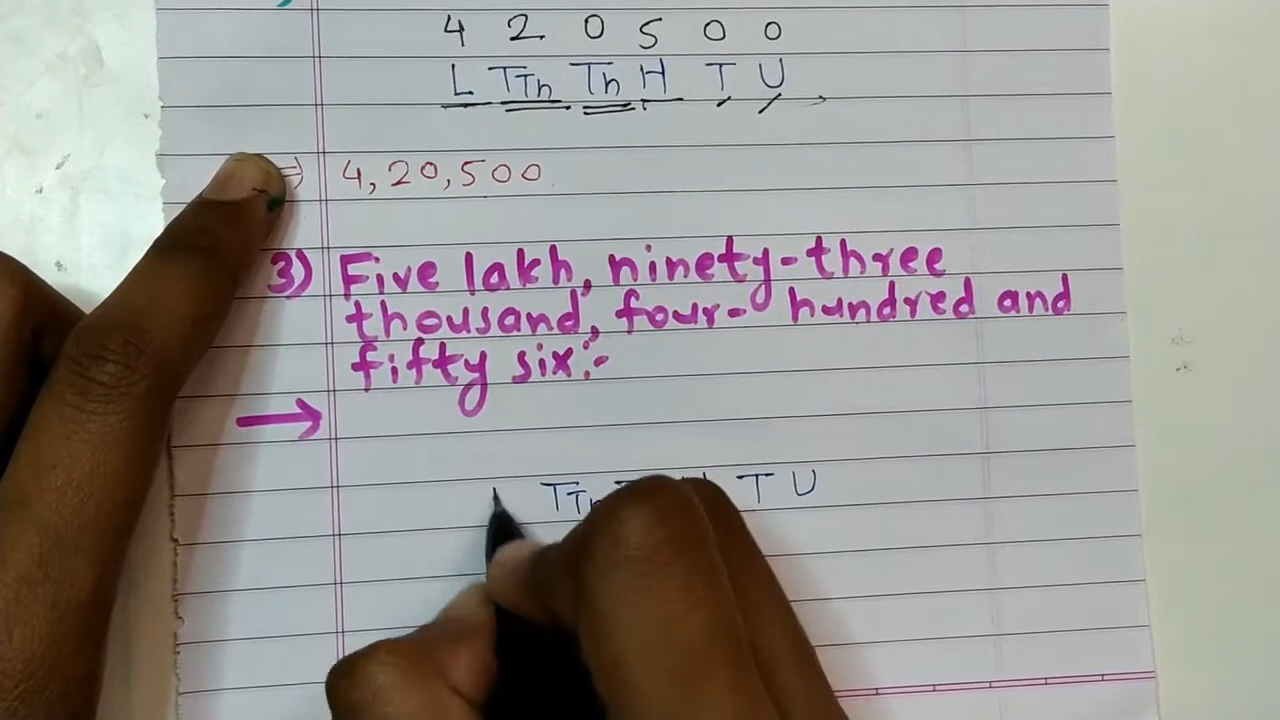 4 2 0 5 0 0
L TTh Th H T U
⇒ 4,20,500
3) Five lakh, ninety-three
thousand, four- hundred and
fifty six:-
→
TTh T U